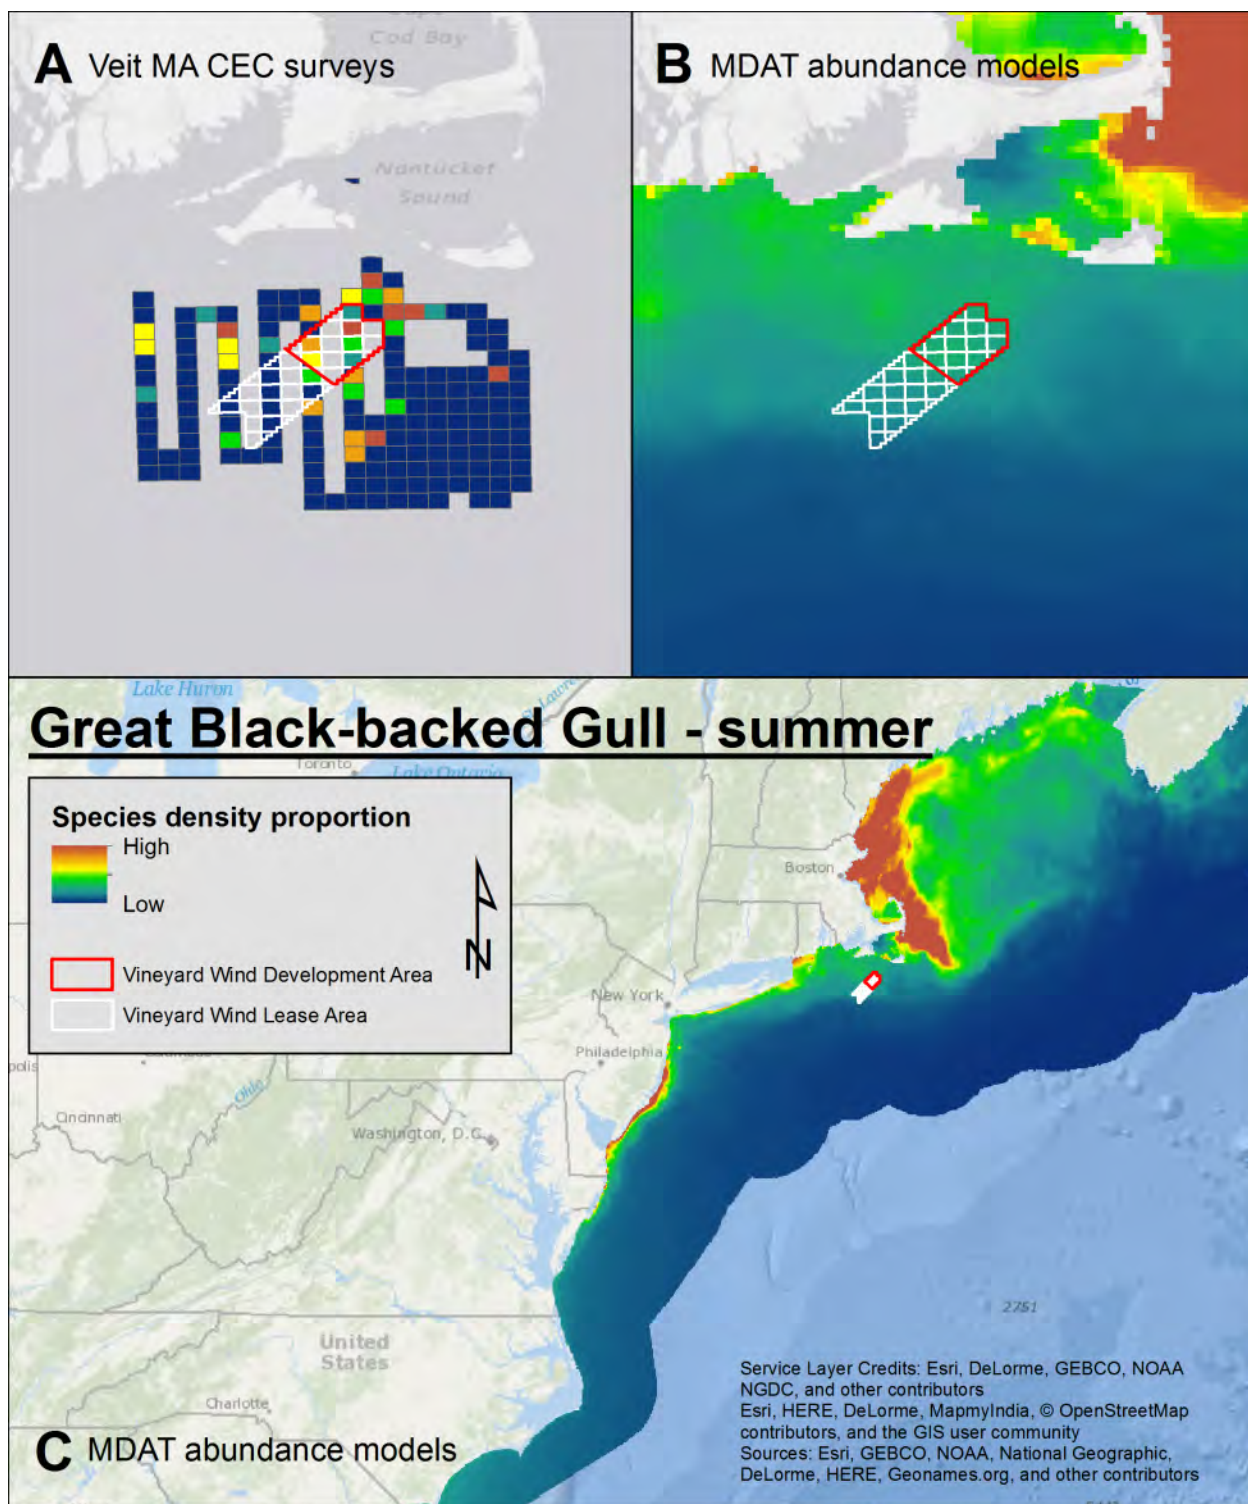 A Veit MA CEC surveys
Cod Bay
Nantucket
Sound
B MDAT abundance models
Lake Huron
St. Lawre
Great Black-backed Gull - summer
Toronto
Lake Ontario
Species density proportion
High
Low
N
Vineyard Wind Development Area
Vineyard Wind Lease Area
Boston
New York
Philadelphia
Ohio
Cincinnati
Washington, D.C.
United
States
Charlotte
2751
C MDAT abundance models
Service Layer Credits: Esri, DeLorme, GEBCO, NOAA
NGDC, and other contributors
Esri, HERE, DeLorme, MapmyIndia, © OpenStreetMap
contributors, and the GIS user community
Sources: Esri, GEBCO, NOAA, National Geographic,
DeLorme, HERE, Geonames.org, and other contributors